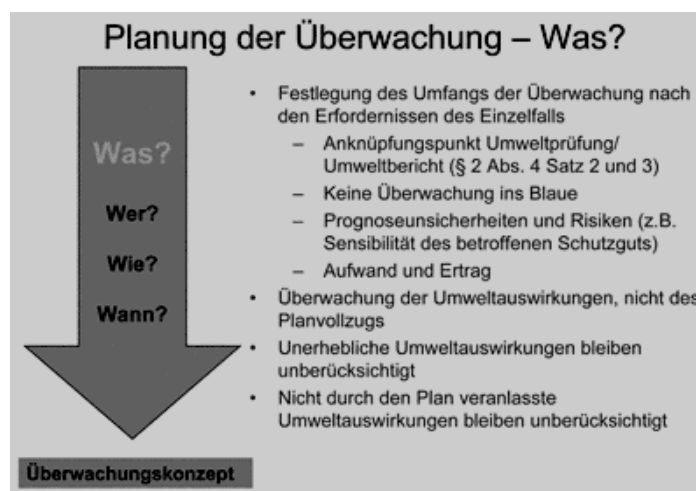 Planung der Überwachung – Was?
Was?
Wer?
Wie?
Wann?
Überwachungskonzept
• Festlegung des Umfangs der Überwachung nach
den Erfordernissen des Einzelfalls
– Anknüpfungspunkt Umweltprüfung/
Umweltbericht (§ 2 Abs. 4 Satz 2 und 3)
– Keine Überwachung ins Blaue
– Prognoseunsicherheiten und Risiken (z.B.
Sensibilität des betroffenen Schutzguts)
– Aufwand und Ertrag
• Überwachung der Umweltauswirkungen, nicht des
Planvollzugs
• Unerhebliche Umweltauswirkungen bleiben
unberücksichtigt
• Nicht durch den Plan veranlasste
Umweltauswirkungen bleiben unberücksichtigt